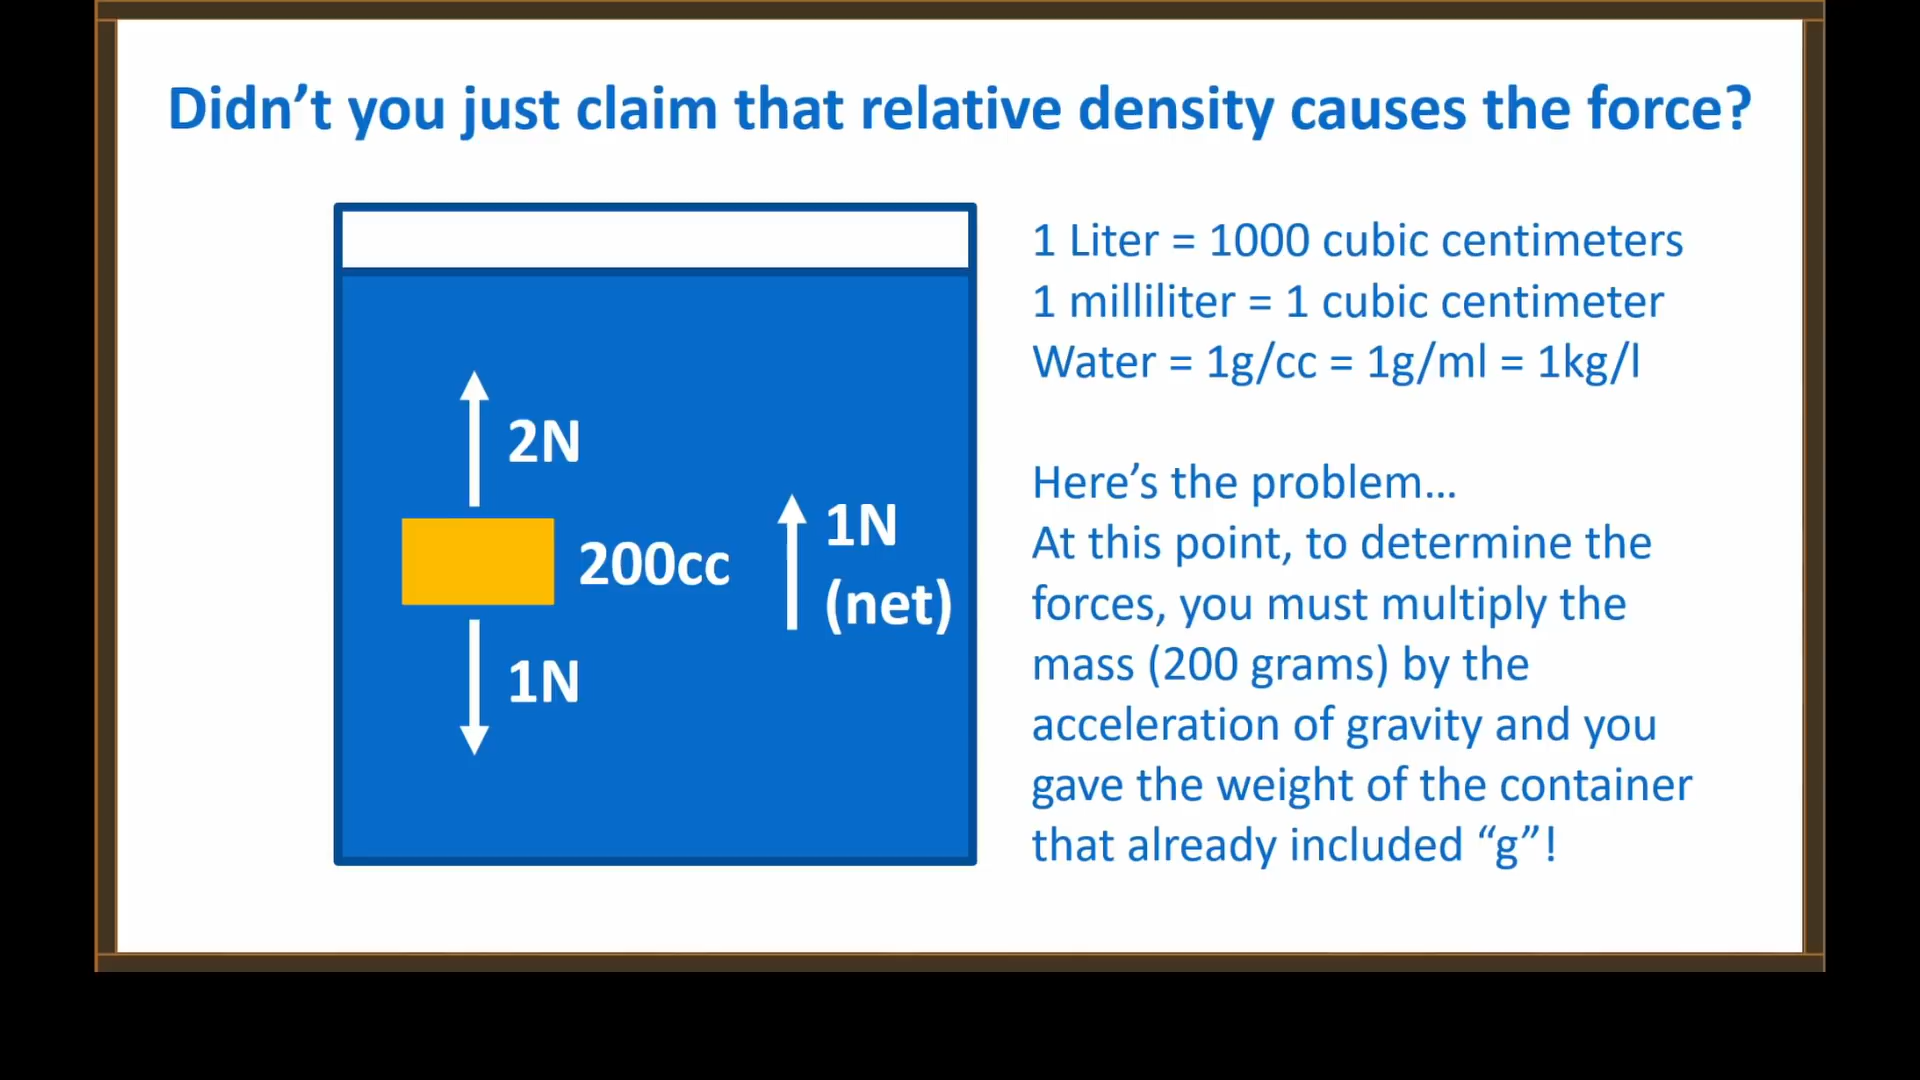 Didn’t you just claim that relative density causes the force?
1 Liter = 1000 cubic centimeters
1 milliliter = 1 cubic centimeter
Water = 1g/cc = 1g/ml = 1kg/l
2N
200cc
1N
1N
(net)
Here’s the problem…
At this point, to determine the
forces, you must multiply the
mass (200 grams) by the
acceleration of gravity and you
gave the weight of the container
that already included “g”!